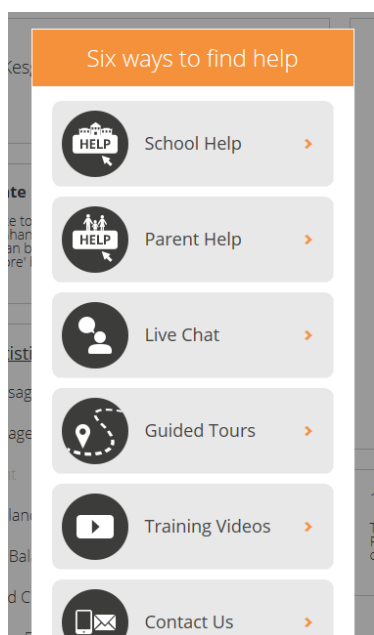 Six ways to find help
HELP
School Help
HELP
Parent Help
Live Chat
Guided Tours
Training Videos
Contact Us